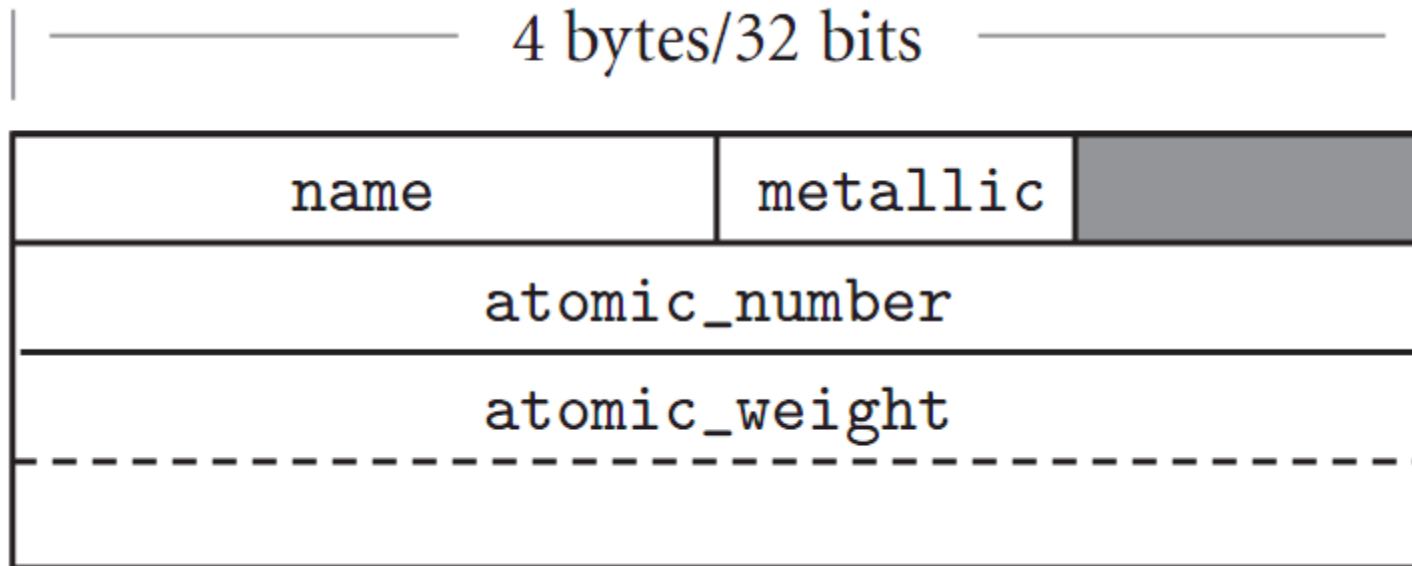 4 bytes/32 bits
name metallic
atomic_number
atomic_weight